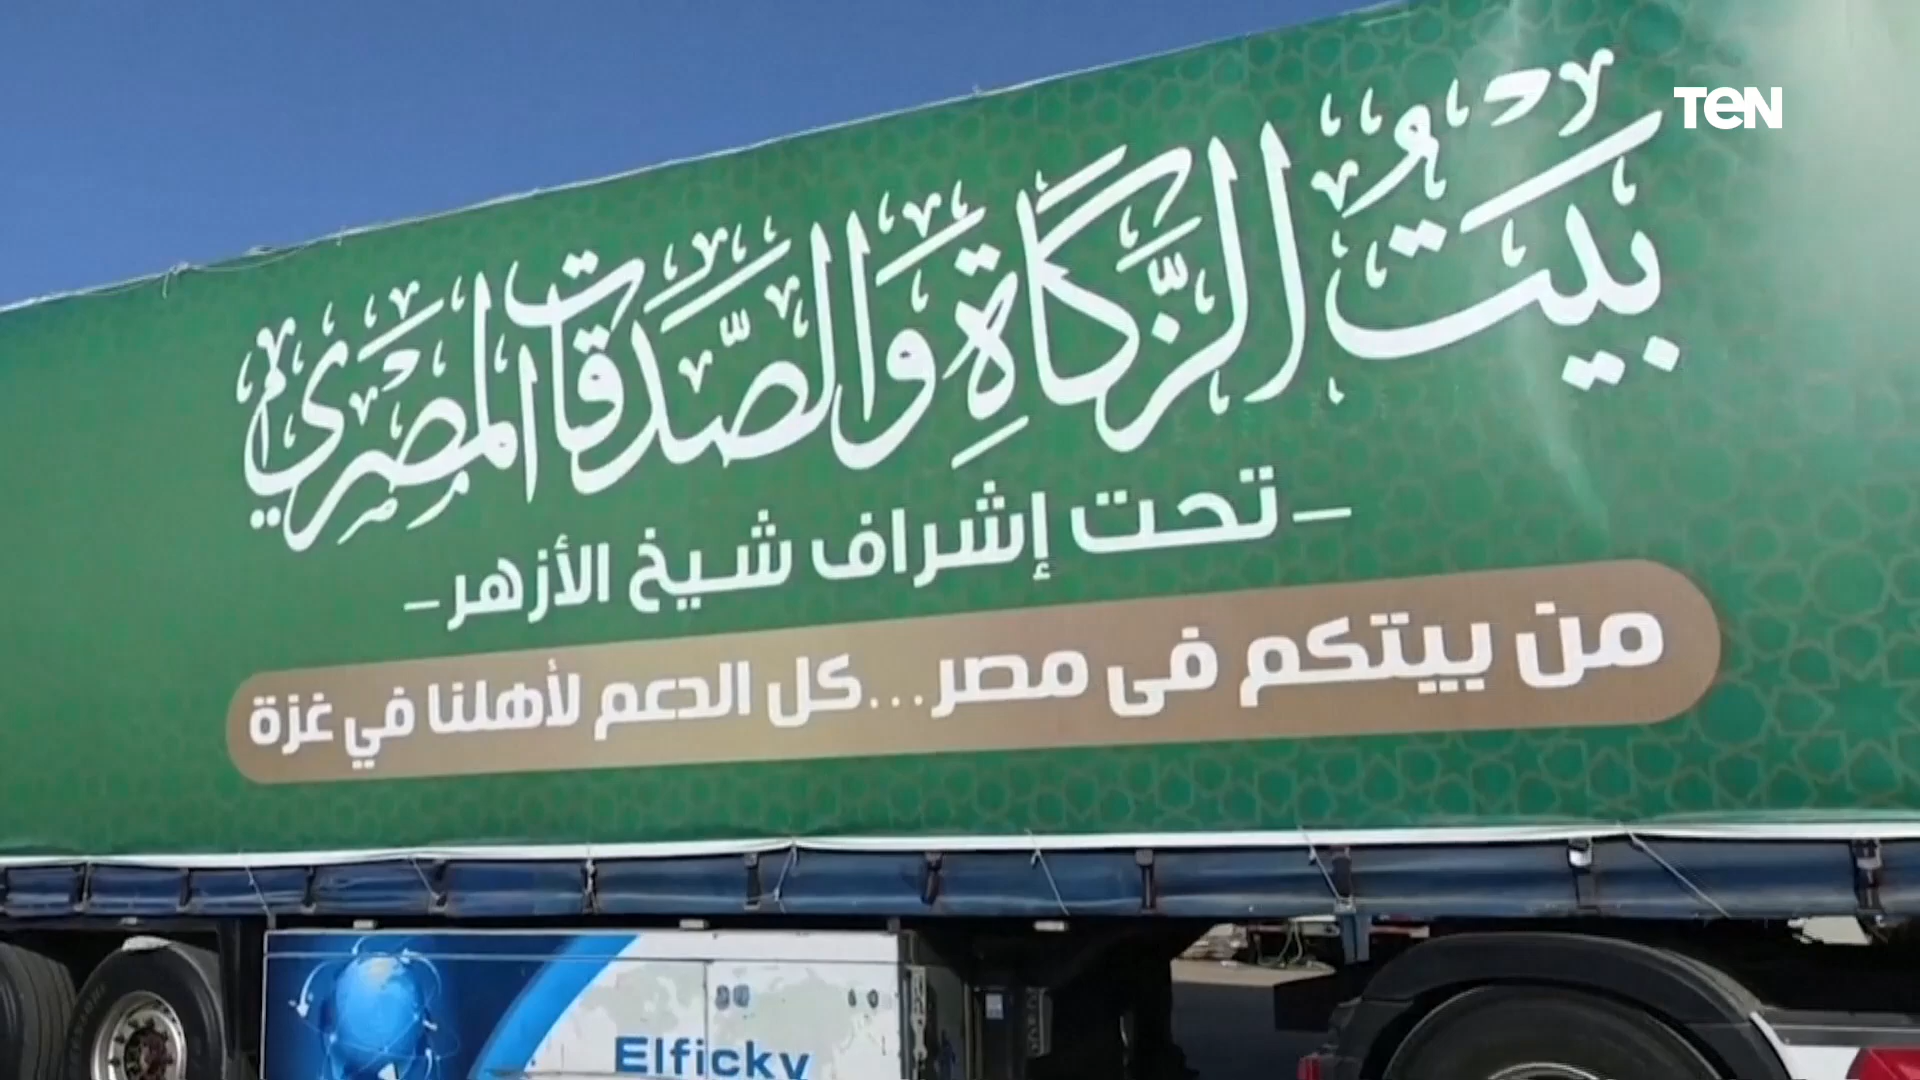 TeN
بيت الزكاة والصدقات المصري
– تحت إشراف شيخ الأزهر –
من بيتكم فى مصر...كل الدعم لأهلنا في غزة
Elficky